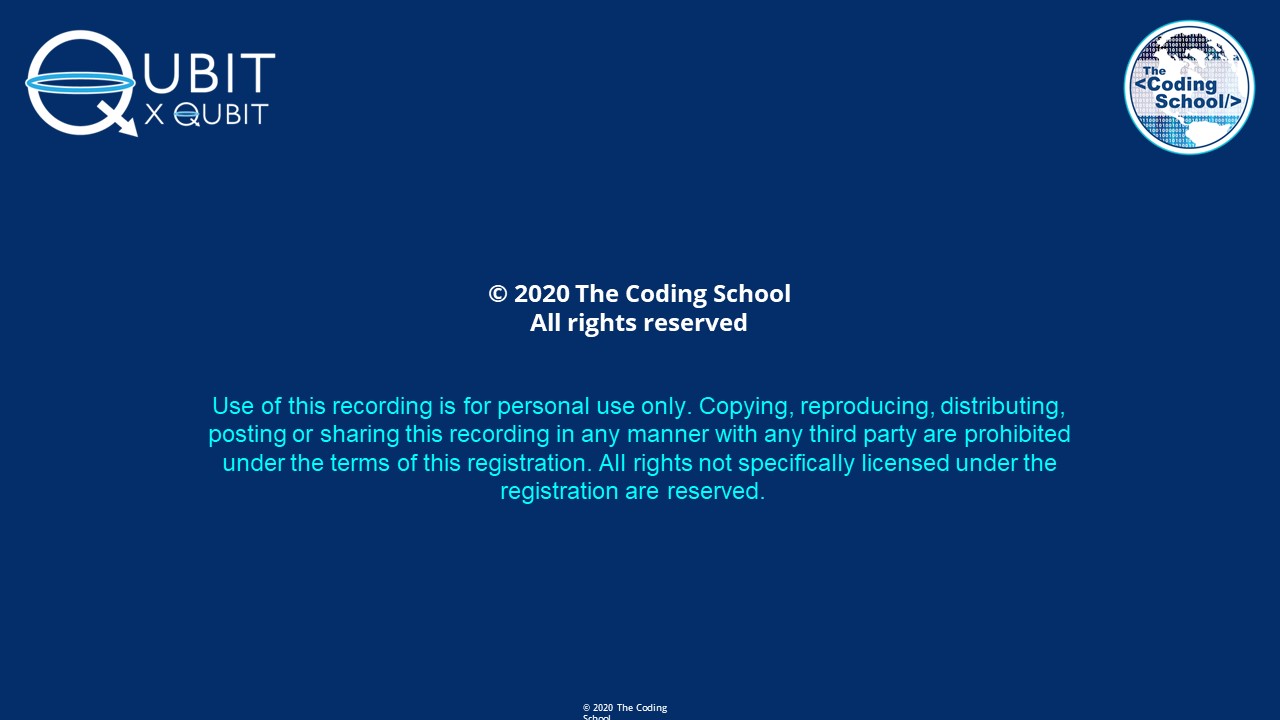 QUBIT
X QUBIT
The
<Coding
School/>
© 2020 The Coding School
All rights reserved
Use of this recording is for personal use only. Copying, reproducing, distributing,
posting or sharing this recording in any manner with any third party are prohibited
under the terms of this registration. All rights not specifically licensed under the
registration are reserved.
© 2020 The Coding
School